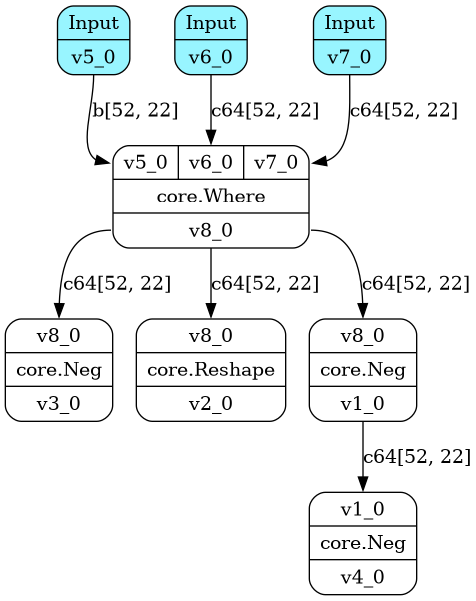 Input Input Input
v5_0 v6_0 v7_0
b[52, 22] c64[52, 22] c64[52, 22]
v5_0 v6_0 v7_0
core.Where
v8_0
c64[52, 22] c64[52, 22] c64[52, 22]
v8_0 v8_0 v8_0
core.Neg core.Reshape core.Neg
v3_0 v2_0 v1_0
c64[52, 22]
v1_0
core.Neg
v4_0